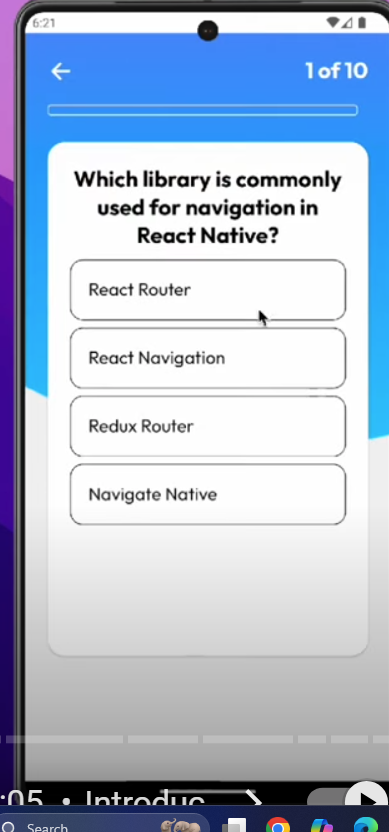 6:21
1 of 10
Which library is commonly
used for navigation in
React Native?
React Router
React Navigation
Redux Router
Navigate Native
:05 • Introduc
Search